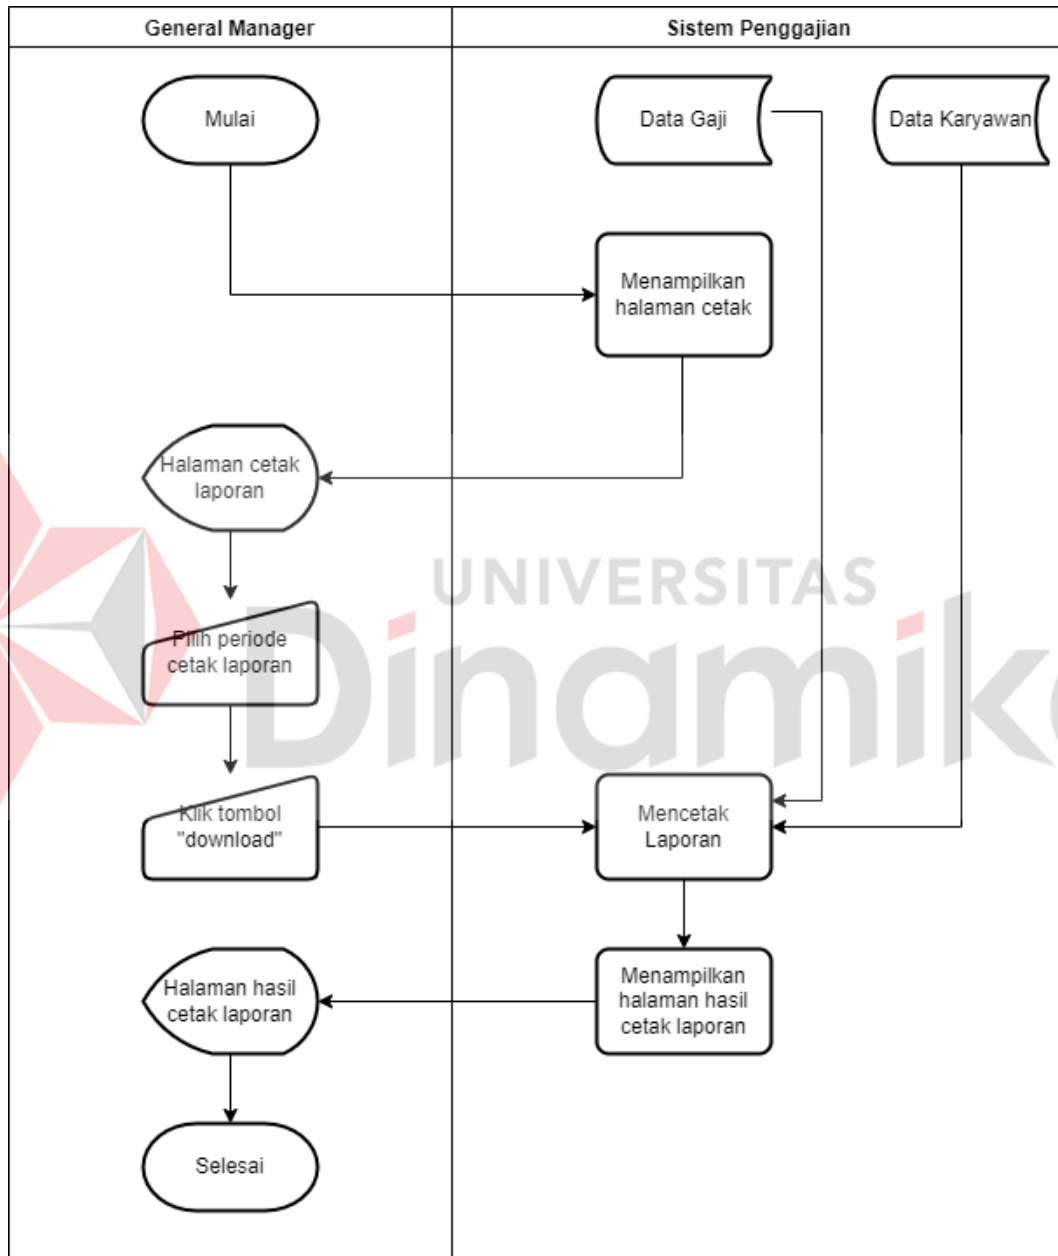 General Manager
Sistem Penggajian
Mulai
Data Gaji
Data Karyawan
Menampilkan
halaman cetak
Halaman cetak
laporan
UNIVERSITAS
Dinamika
Pilih periode
cetak laporan
Klik tombol
"download"
Mencetak
Laporan
Halaman hasil
cetak laporan
Menampilkan
halaman hasil
cetak laporan
Selesai